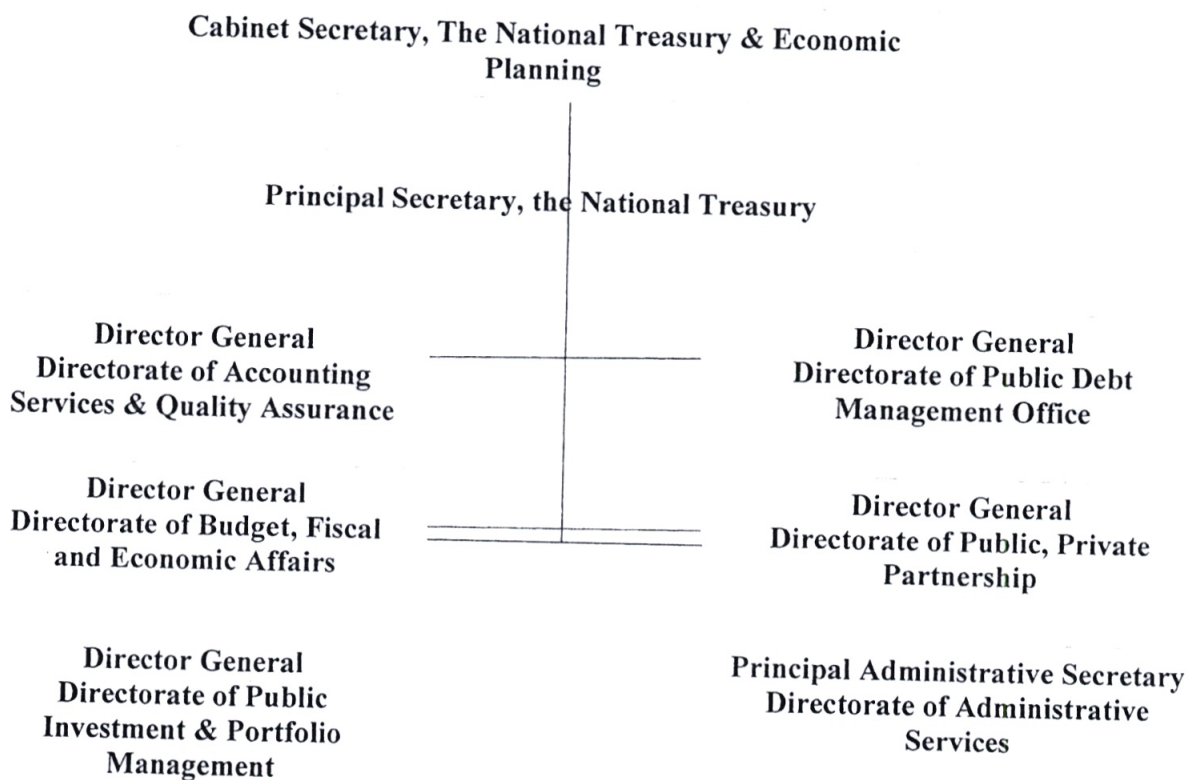 Cabinet Secretary, The National Treasury & Economic
Planning
Principal Secretary, the National Treasury
Director General
Directorate of Accounting
Services & Quality Assurance
Director General
Directorate of Public Debt
Management Office
Director General
Directorate of Budget, Fiscal
and Economic Affairs
Director General
Directorate of Public, Private
Partnership
Director General
Directorate of Public
Investment & Portfolio
Management
Principal Administrative Secretary
Directorate of Administrative
Services